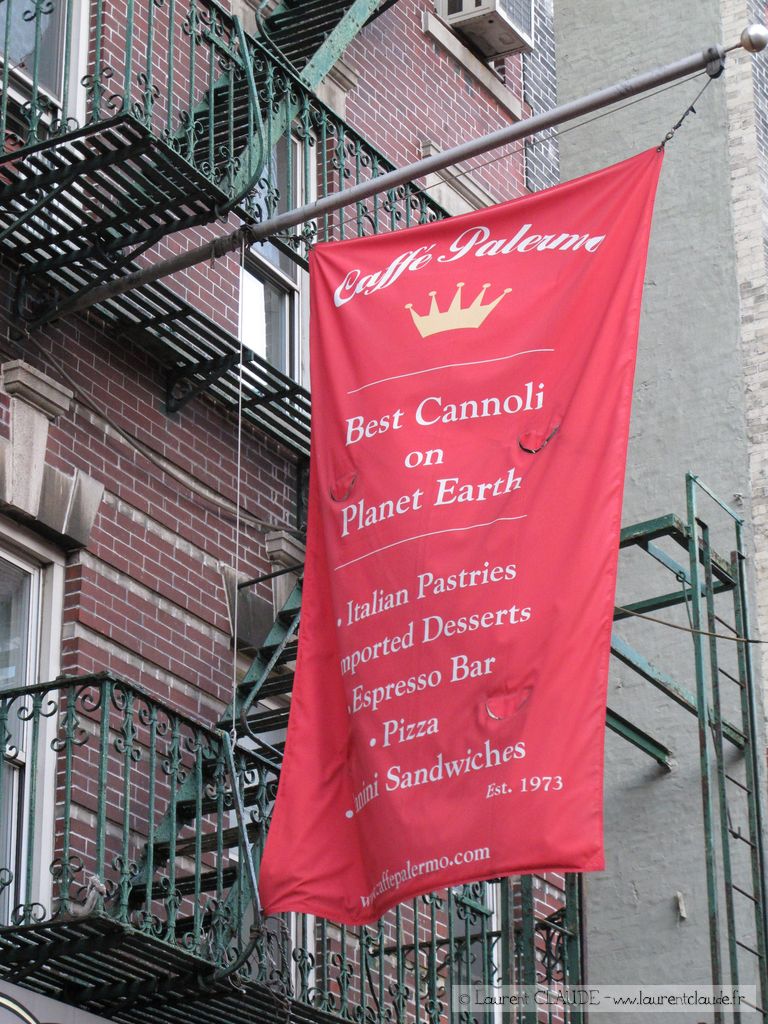 Caffé Palermo
Best Cannoli
on
Planet Earth
• Italian Pastries
mported Desserts
• Espresso Bar
• Pizza
• nini Sandwiches
Est. 1973
caffepalermo.com
© Laurent CLAUDE - www.laurentclaude.fr